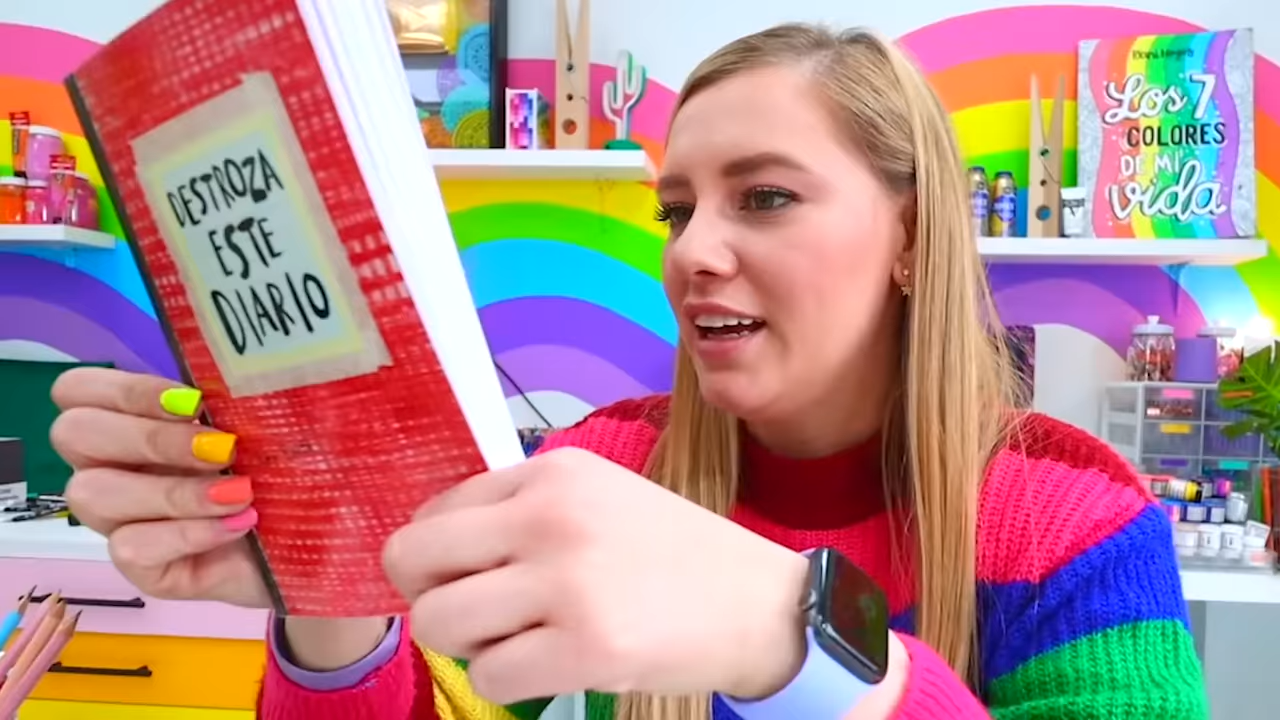 DESTROZA
ESTE
DIARIO
Los 7
COLORES
DE MI
vida